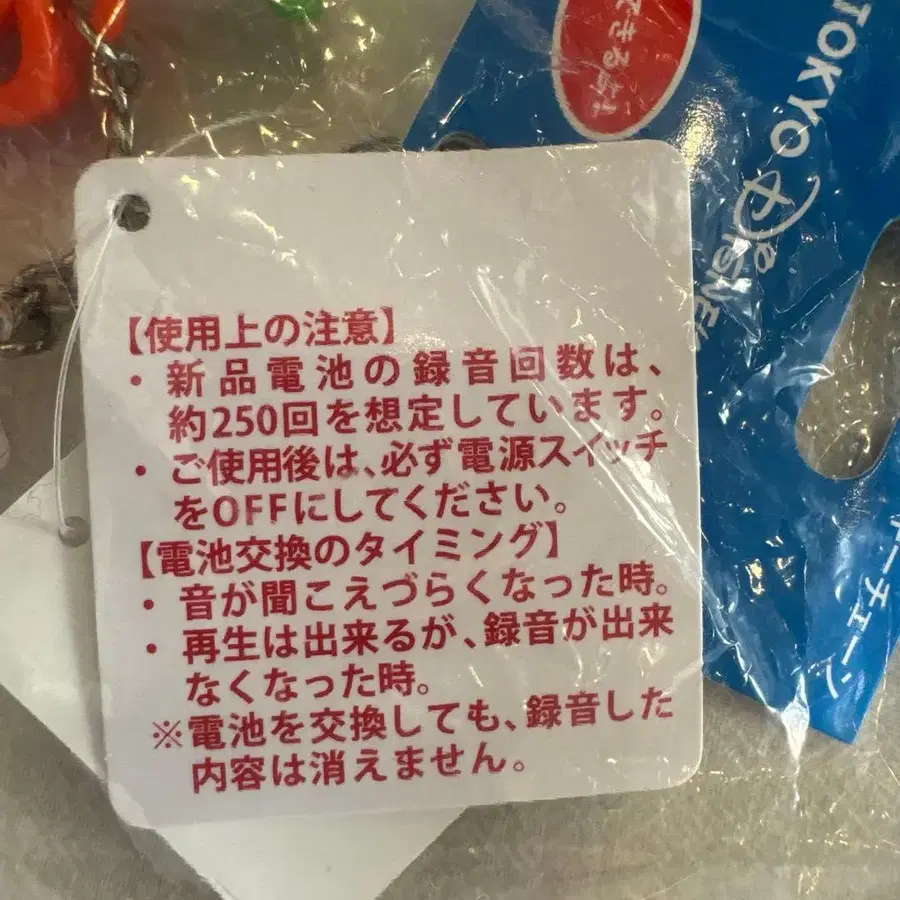 【使用上の注意】
・新品電池の録音回数は、
約250回を想定しています。
・ご使用後は、必ず電源スイッチ
をOFFにしてください。
【電池交換のタイミング】
・音が聞こえづらくなった時。
・再生は出来るが、録音が出来
なくなった時。
※電池を交換しても、録音した
内容は消えません。
TOKYO Disney
ーチェーン